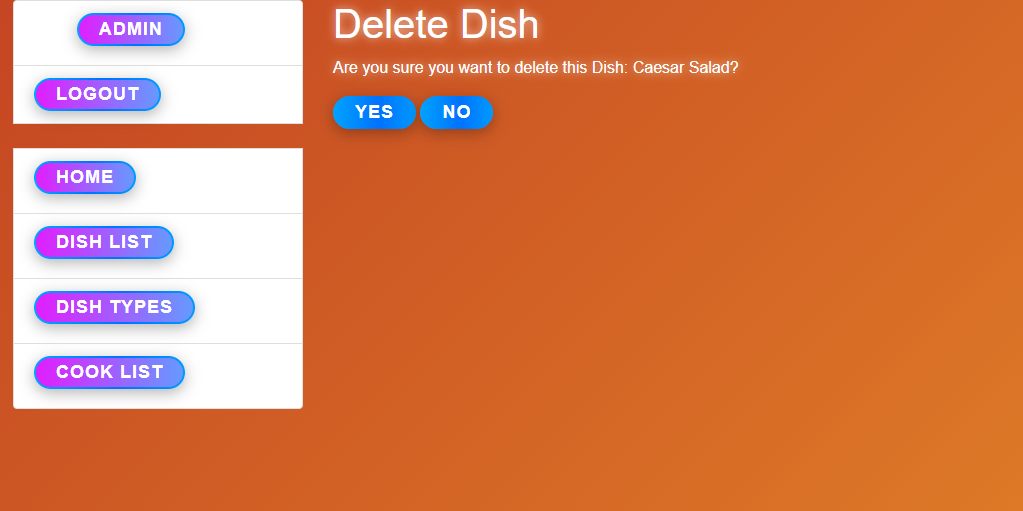 ADMIN
LOGOUT
HOME
DISH LIST
DISH TYPES
COOK LIST
Delete Dish
Are you sure you want to delete this Dish: Caesar Salad?
YES NO